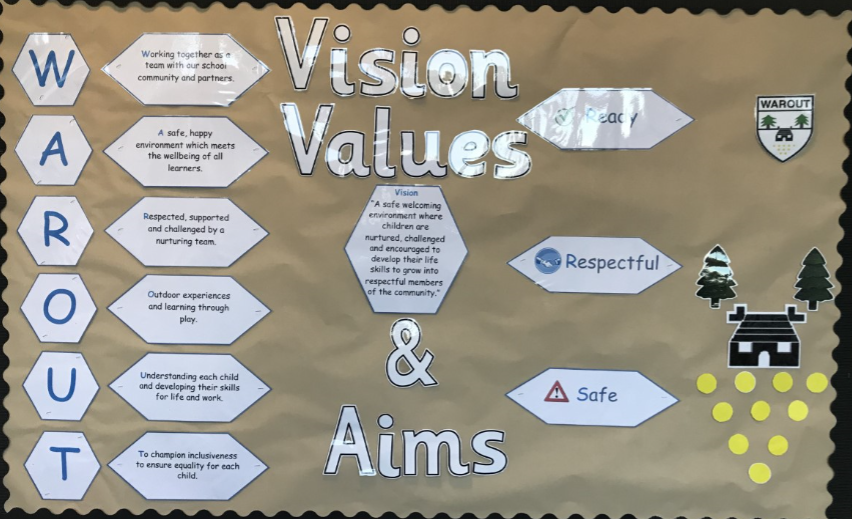 W
Working together as a
team with our school
community and partners.
A
A safe, happy
environment which meets
the wellbeing of all
learners.
R
Respected, supported
and challenged by a
nurturing team.
O
Outdoor experiences
and learning through
play.
U
Understanding each child
and developing their skills
for life and work.
T
To champion inclusiveness
to ensure equality for each
child.
Vision
Values
Vision
"A safe welcoming
environment where
children are
nurtured, challenged
and encouraged to
develop their life
skills to grow into
respectful members
of the community."
&
Aims
Ready
Respectful
Safe
WAROUT